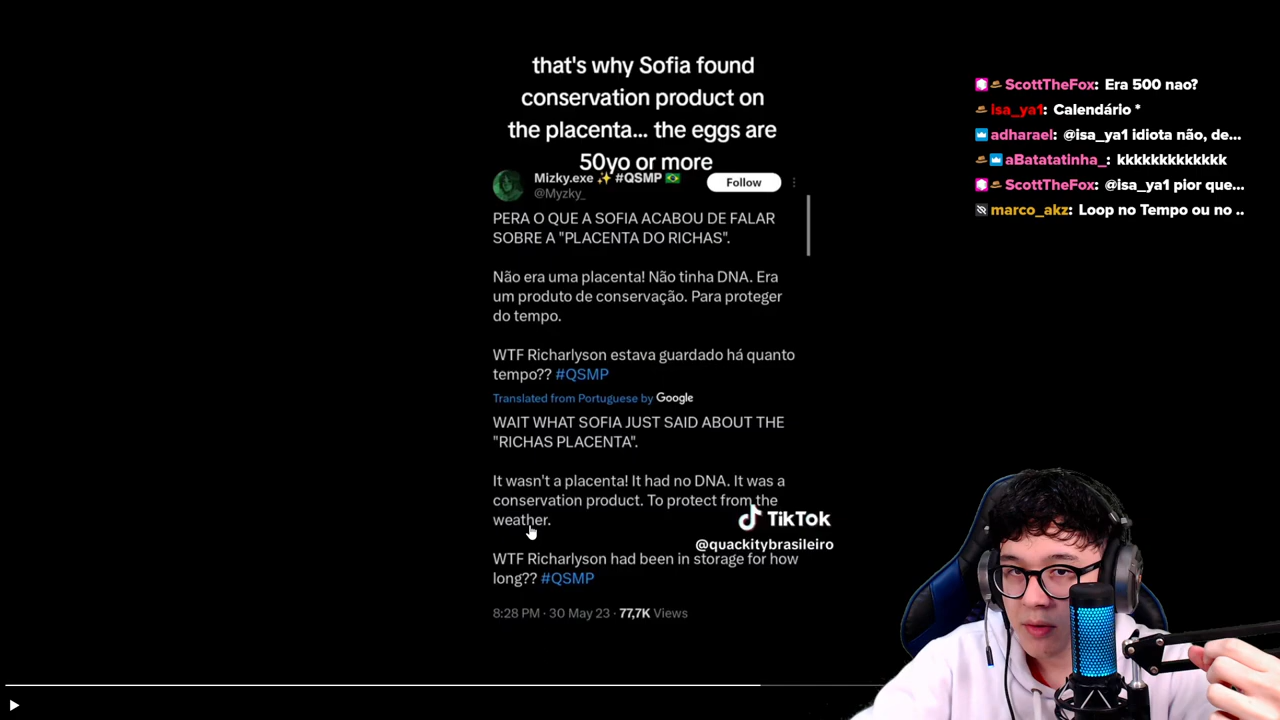 that's why Sofia found
conservation product on
the placenta... the eggs are
50yo or more
Mizky.exe ✨ #QSMP 🇧🇷
@Myzky_
Follow
PERA O QUE A SOFIA ACABOU DE FALAR
SOBRE A "PLACENTA DO RICHAS".
Não era uma placenta! Não tinha DNA. Era
um produto de conservação. Para proteger
do tempo.
WTF Richarlyson estava guardado há quanto
tempo?? #QSMP
Translated from Portuguese by Google
WAIT WHAT SOFIA JUST SAID ABOUT THE
"RICHAS PLACENTA".
It wasn't a placenta! It had no DNA. It was a
conservation product. To protect from the
weather.
WTF Richarlyson had been in storage for how
long?? #QSMP
8:28 PM · 30 May 23 · 77,7K Views
TikTok
@quackitybrasileiro
ScottTheFox: Era 500 nao?
isa_ya1: Calendário *
adharael: @isa_ya1 idiota não, de...
aBatatatinha_: kkkkkkkkkkkkk
ScottTheFox: @isa_ya1 pior que...
marco_akz: Loop no Tempo ou no ..